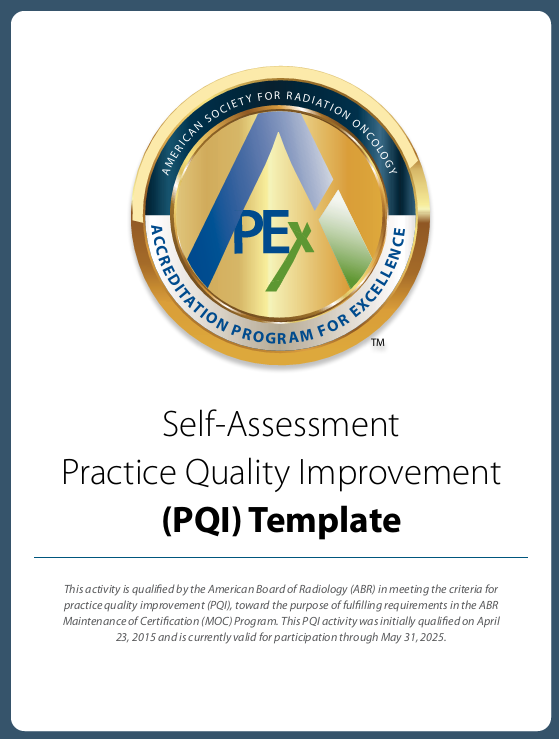 AMERICAN SOCIETY FOR RADIATION ONCOLOGY
APEx
ACCREDITATION PROGRAM FOR EXCELLENCE
TM
Self-Assessment
Practice Quality Improvement
(PQI) Template
This activity is qualified by the American Board of Radiology (ABR) in meeting the criteria for
practice quality improvement (PQI), toward the purpose of fulfilling requirements in the ABR
Maintenance of Certification (MOC) Program. This PQI activity was initially qualified on April
23, 2015 and is currently valid for participation through May 31, 2025.